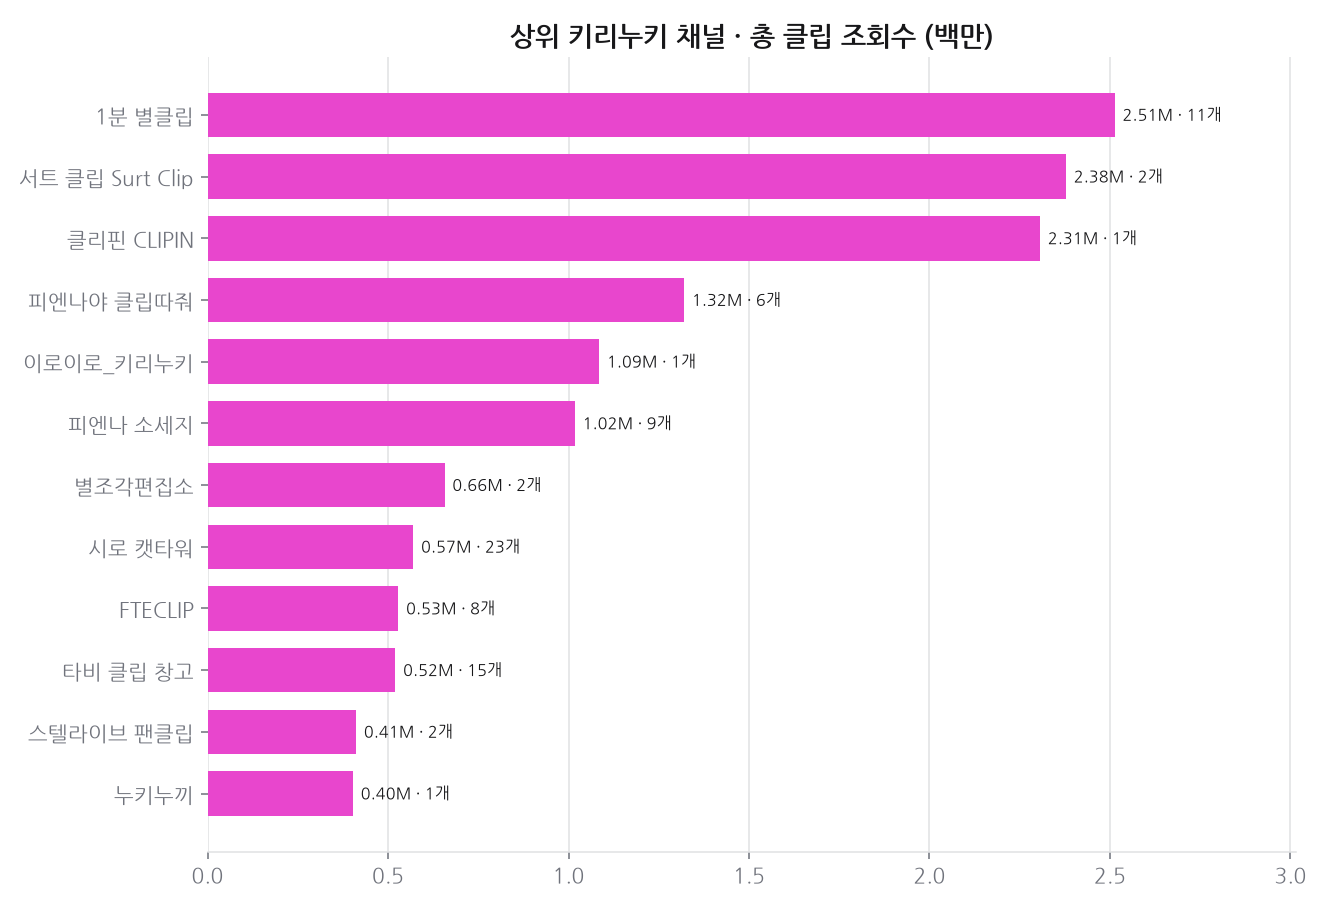 상위 키리누키 채널 · 총 클립 조회수 (백만)
1분 별클립 2.51M · 11개
서트 클립 Surt Clip 2.38M · 2개
클리핀 CLIPIN 2.31M · 1개
피엔나야 클립따줘 1.32M · 6개
이로이로_키리누키 1.09M · 1개
피엔나 소세지 1.02M · 9개
별조각편집소 0.66M · 2개
시로 캣타워 0.57M · 23개
FTECLIP 0.53M · 8개
타비 클립 창고 0.52M · 15개
스텔라이브 팬클립 0.41M · 2개
누키누끼 0.40M · 1개
0.0 0.5 1.0 1.5 2.0 2.5 3.0